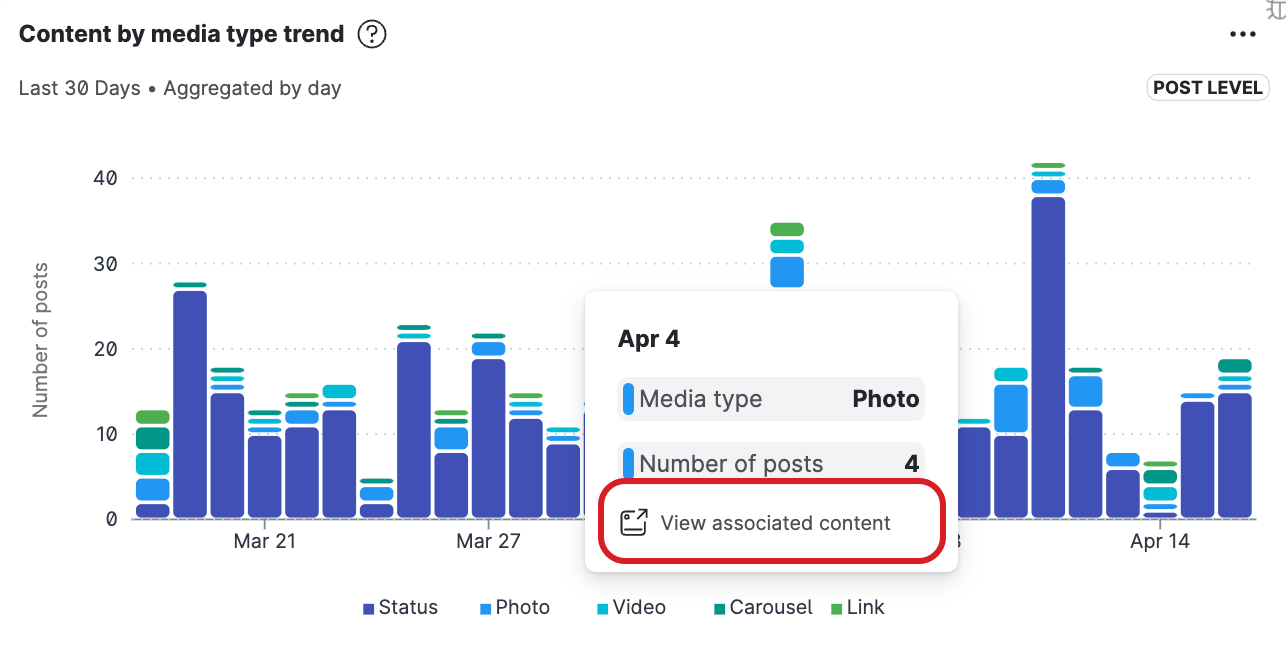 Content by media type trend ?
Last 30 Days • Aggregated by day
POST LEVEL
Number of posts
40
30
20
10
0
Apr 4
Media type Photo
Number of posts 4
View associated content
Mar 21
Mar 27
Apr 14
Status Photo Video Carousel Link